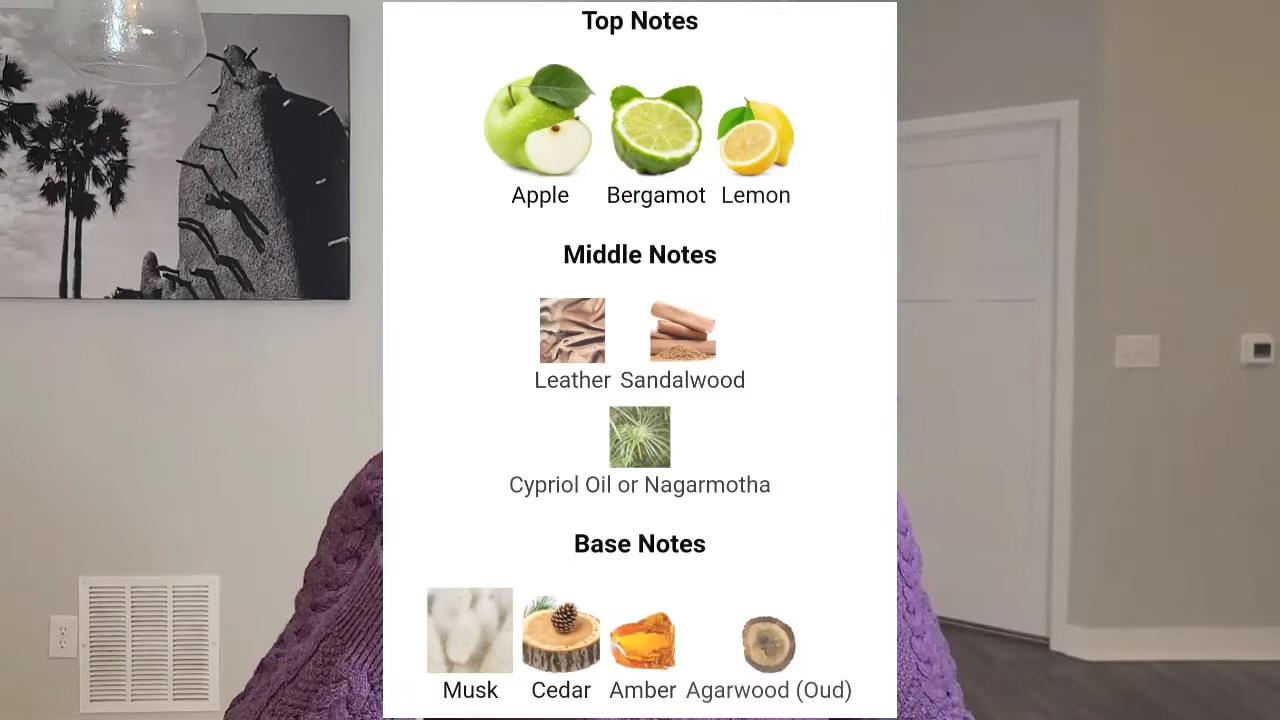 Top Notes
Apple Bergamot Lemon
Middle Notes
Leather Sandalwood
Cypriol Oil or Nagarmotha
Base Notes
Musk Cedar Amber Agarwood (Oud)